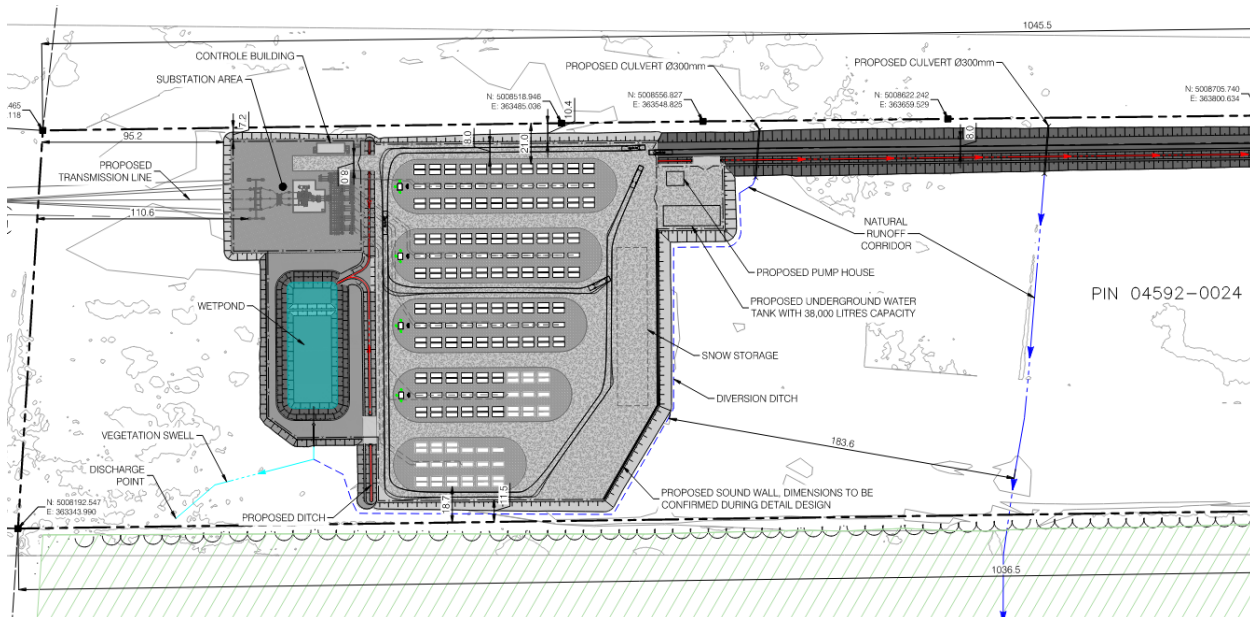 1045.5
CONTROLE BUILDING
SUBSTATION AREA
PROPOSED CULVERT Ø300mm
PROPOSED CULVERT Ø300mm
.465
.118
N: 5008518.946
E: 363485.036
10.4
N: 5008556.827
E: 363548.825
N: 5008622.242
E: 363659.529
N: 5008705.740
E: 363800.634
7.2
95.2
8.0
21.0
8.0
PROPOSED
TRANSMISSION LINE
8.0
110.6
NATURAL
RUNOFF
CORRIDOR
PROPOSED PUMP HOUSE
PIN 04592-0024
WETPOND
PROPOSED UNDERGROUND WATER
TANK WITH 38,000 LITRES CAPACITY
SNOW STORAGE
DIVERSION DITCH
VEGETATION SWELL
183.6
DISCHARGE
POINT
N: 5008192.547
E: 363343.990
PROPOSED DITCH
18.7
11.5
PROPOSED SOUND WALL, DIMENSIONS TO BE
CONFIRMED DURING DETAIL DESIGN
1036.5